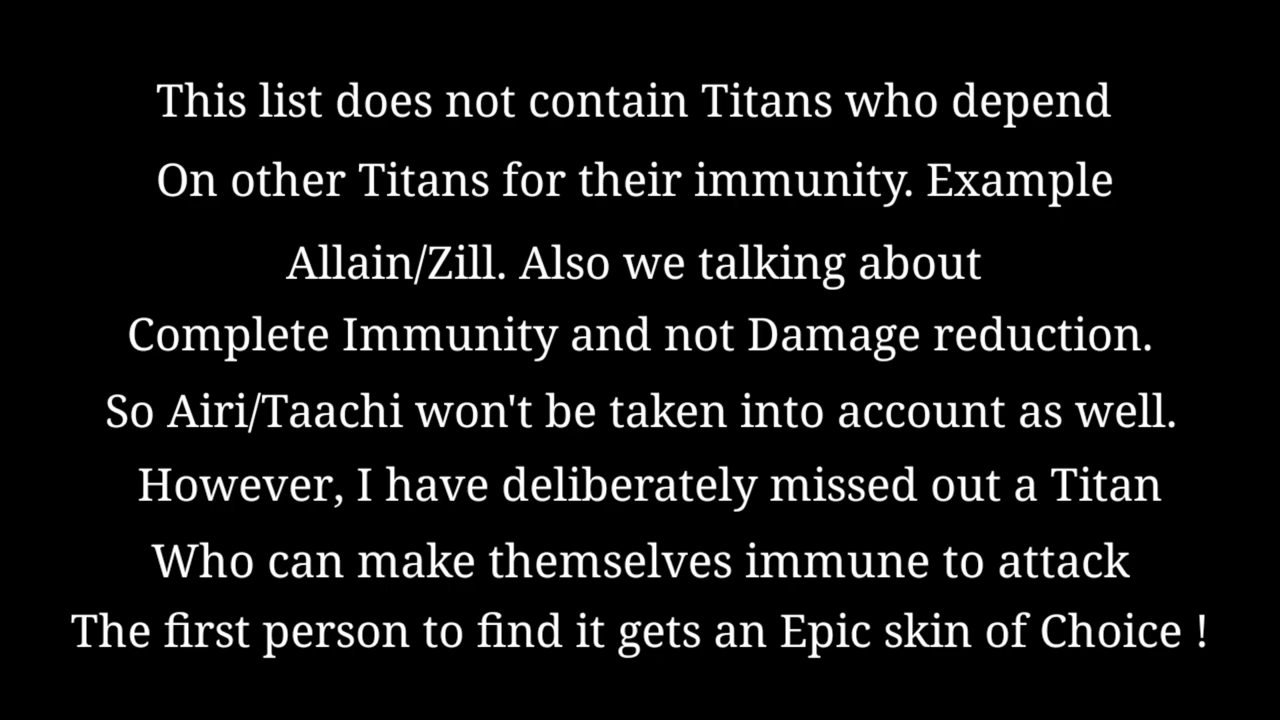 This list does not contain Titans who depend
On other Titans for their immunity. Example
Allain/Zill. Also we talking about
Complete Immunity and not Damage reduction.
So Airi/Taachi won't be taken into account as well.
However, I have deliberately missed out a Titan
Who can make themselves immune to attack
The first person to find it gets an Epic skin of Choice !